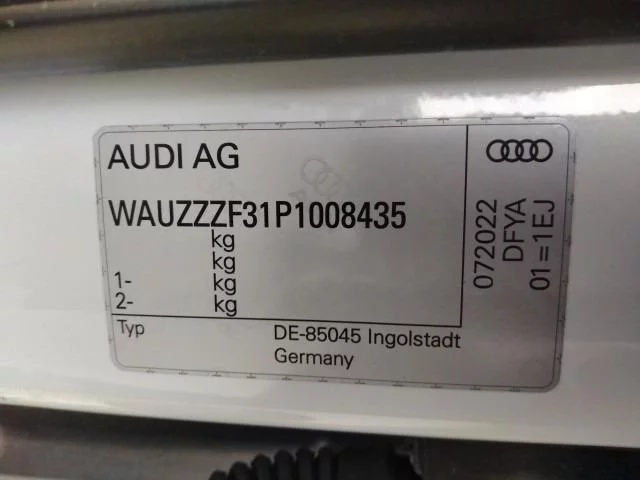 AUDI AG
WAUZZZF31P1008435
kg
kg
1- kg
2- kg
Typ
DE-85045 Ingolstadt
Germany
072022
DFYA
01=1EJ